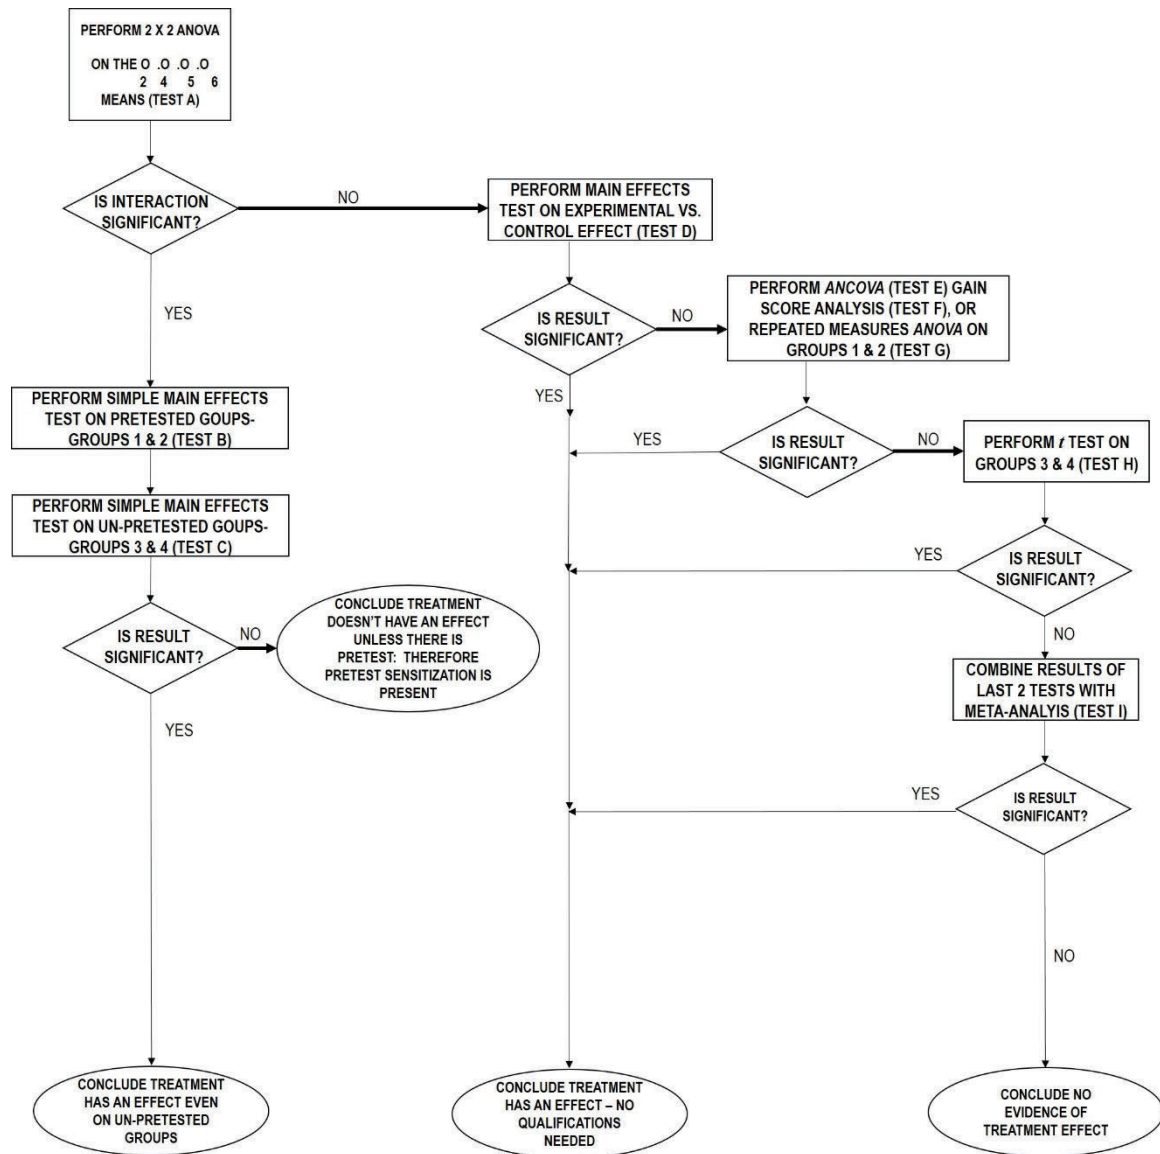 PERFORM 2 X 2 ANOVA
ON THE O .O .O .O
2 4 5 6
MEANS (TEST A)
IS INTERACTION
SIGNIFICANT?
NO
PERFORM MAIN EFFECTS
TEST ON EXPERIMENTAL VS.
CONTROL EFFECT (TEST D)
YES
IS RESULT
SIGNIFICANT?
NO
PERFORM ANCOVA (TEST E) GAIN
SCORE ANALYSIS (TEST F), OR
REPEATED MEASURES ANOVA ON
GROUPS 1 & 2 (TEST G)
YES
PERFORM SIMPLE MAIN EFFECTS
TEST ON PRETESTED GOUPS-
GROUPS 1 & 2 (TEST B)
YES
IS RESULT
SIGNIFICANT?
NO
PERFORM t TEST ON
GROUPS 3 & 4 (TEST H)
PERFORM SIMPLE MAIN EFFECTS
TEST ON UN-PRETESTED GOUPS-
GROUPS 3 & 4 (TEST C)
YES
IS RESULT
SIGNIFICANT?
IS RESULT
SIGNIFICANT?
NO
CONCLUDE TREATMENT
DOESN'T HAVE AN EFFECT
UNLESS THERE IS
PRETEST: THEREFORE
PRETEST SENSITIZATION IS
PRESENT
NO
COMBINE RESULTS OF
LAST 2 TESTS WITH
META-ANALYIS (TEST I)
YES
YES
IS RESULT
SIGNIFICANT?
NO
CONCLUDE TREATMENT
HAS AN EFFECT EVEN
ON UN-PRETESTED
GROUPS
CONCLUDE TREATMENT
HAS AN EFFECT – NO
QUALIFICATIONS
NEEDED
CONCLUDE NO
EVIDENCE OF
TREATMENT EFFECT